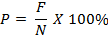 P = F/N X 100%